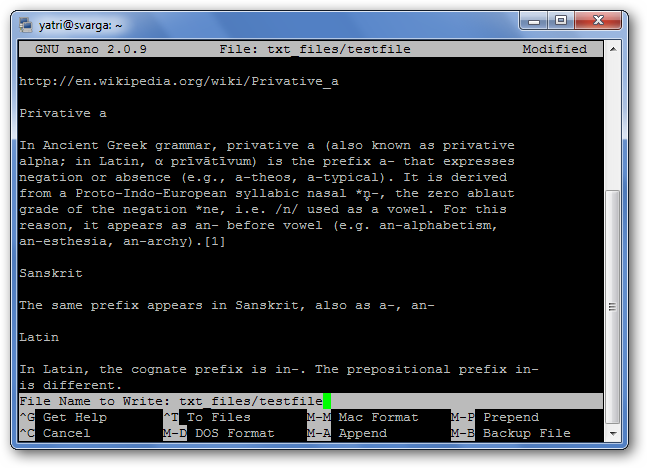 yatri@svarga: ~
GNU nano 2.0.9 File: txt_files/testfile Modified
http://en.wikipedia.org/wiki/Privative_a
Privative a
In Ancient Greek grammar, privative a (also known as privative
alpha; in Latin, α prīvātīvum) is the prefix a- that expresses
negation or absence (e.g., a-theos, a-typical). It is derived
from a Proto-Indo-European syllabic nasal *n̥-, the zero ablaut
grade of the negation *ne, i.e. /n/ used as a vowel. For this
reason, it appears as an- before vowel (e.g. an-alphabetism,
an-esthesia, an-archy).[1]
Sanskrit
The same prefix appears in Sanskrit, also as a-, an-
Latin
In Latin, the cognate prefix is in-. The prepositional prefix in-
is different.
File Name to Write: txt_files/testfile
^G Get Help ^T To Files M-M Mac Format M-P Prepend
^C Cancel M-D DOS Format M-A Append M-B Backup File